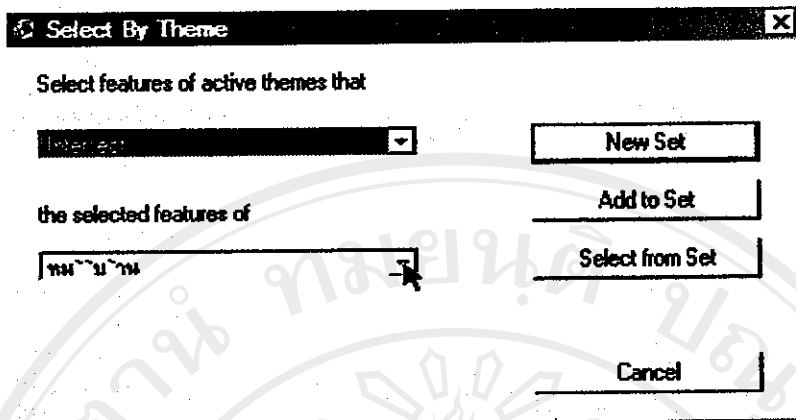 Select By Theme
Select features of active themes that
Intersect
New Set
the selected features of
Add to Set
Select from Set
Cancel